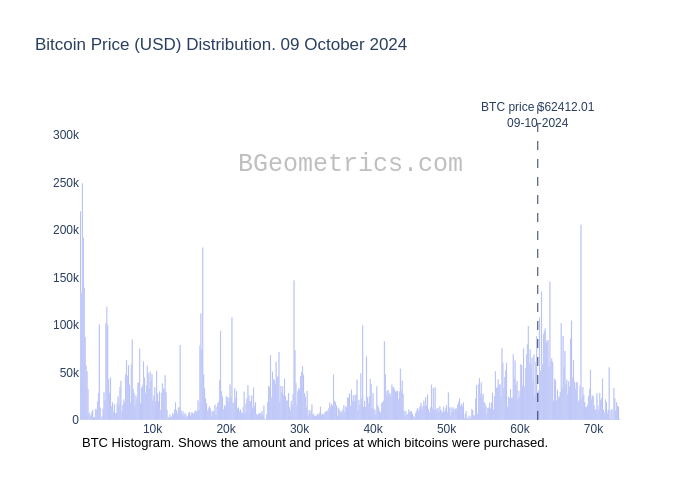 Bitcoin Price (USD) Distribution. 09 October 2024
BTC price $62412.01
09-10-2024
BGeometrics.com
300k
250k
200k
150k
100k
50k
0
10k 20k 30k 40k 50k 60k 70k
BTC Histogram. Shows the amount and prices at which bitcoins were purchased.